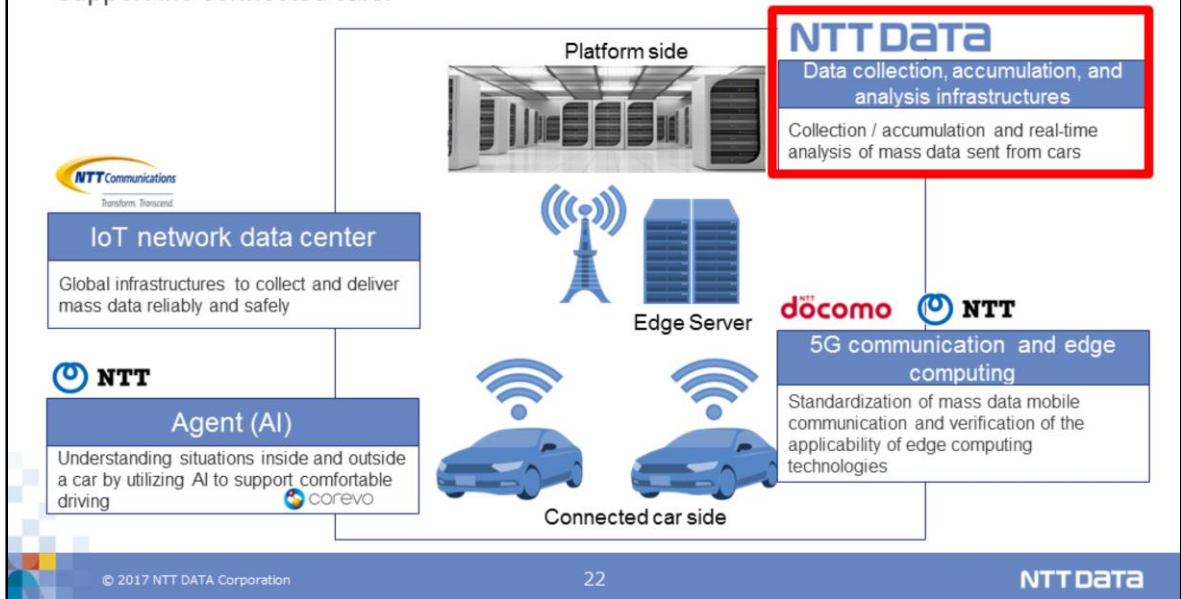 Platform side
NTT DATA
Data collection, accumulation, and
analysis infrastructures
Collection / accumulation and real-time
analysis of mass data sent from cars
NTT Communications
Transform. Transcend.
IoT network data center
Global infrastructures to collect and deliver
mass data reliably and safely
Edge Server
NTT
döcomo
NTT
5G communication and edge
computing
Standardization of mass data mobile
communication and verification of the
applicability of edge computing
technologies
NTT
Agent (AI)
Understanding situations inside and outside
a car by utilizing AI to support comfortable
driving
corevo
Connected car side
© 2017 NTT DATA Corporation
22
NTT DATA